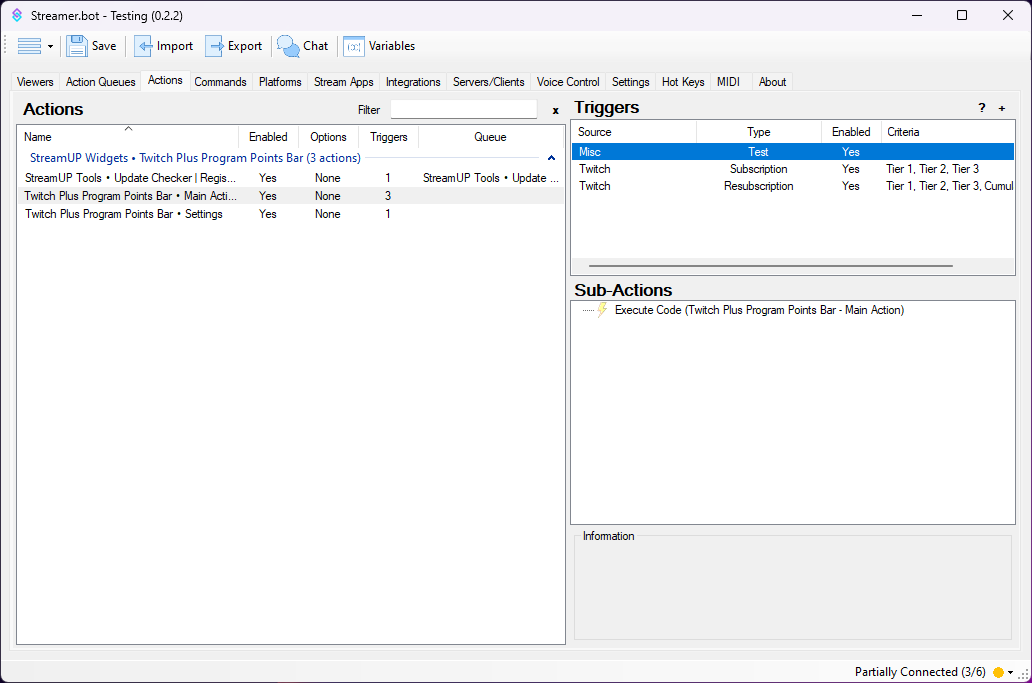 Streamer.bot - Testing (0.2.2)
Save Import Export Chat Variables
Viewers Action Queues Actions Commands Platforms Stream Apps Integrations Servers/Clients Voice Control Settings Hot Keys MIDI About
Actions Filter x
Name Enabled Options Triggers Queue
StreamUP Widgets • Twitch Plus Program Points Bar (3 actions)
StreamUP Tools • Update Checker | Regis... Yes None 1 StreamUP Tools • Update ...
Twitch Plus Program Points Bar • Main Acti... Yes None 3
Twitch Plus Program Points Bar • Settings Yes None 1
Triggers ? +
Source Type Enabled Criteria
Misc Test Yes
Twitch Subscription Yes Tier 1, Tier 2, Tier 3
Twitch Resubscription Yes Tier 1, Tier 2, Tier 3, Cumul
Sub-Actions
Execute Code (Twitch Plus Program Points Bar - Main Action)
Information
Partially Connected (3/6)